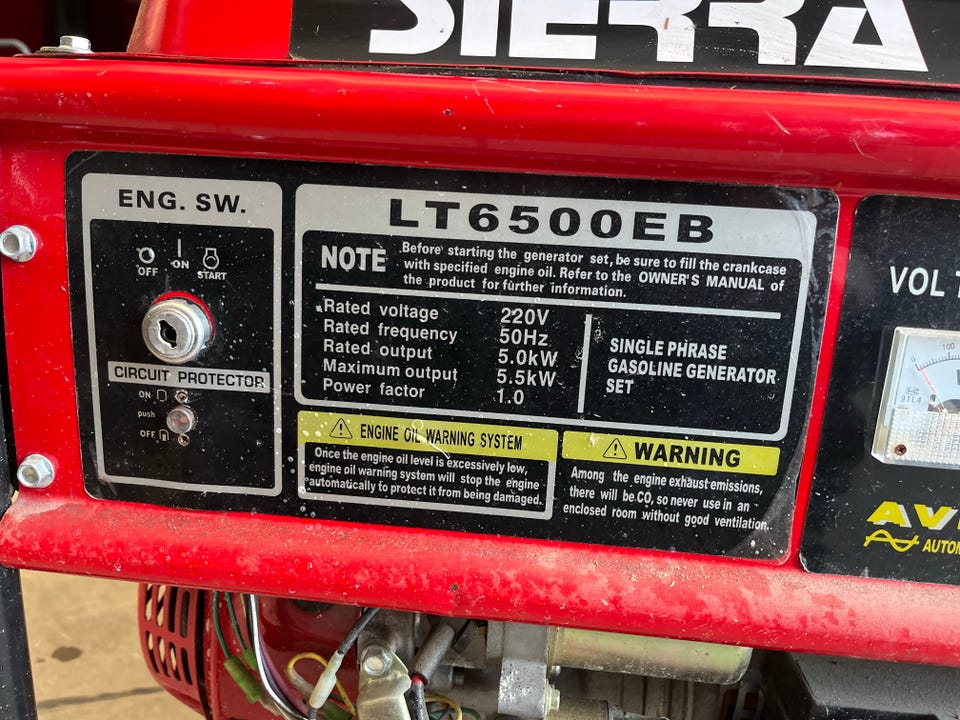 SIERRA
ENG. SW.
OFF
ON
START
CIRCUIT PROTECTOR
ON
push
OFF
LT6500EB
NOTE
Before starting the generator set, be sure to fill the crankcase
with specified engine oil. Refer to the OWNER'S MANUAL of
the product for further information.
Rated voltage 220V
Rated frequency 50Hz
Rated output 5.0kW
Maximum output 5.5kW
Power factor 1.0
SINGLE PHRASE
GASOLINE GENERATOR
SET
ENGINE OIL WARNING SYSTEM
Once the engine oil level is excessively low,
engine oil warning system will stop the engine
automatically to protect it from being damaged.
WARNING
Among the engine exhaust emissions,
there will be CO, so never use in an
enclosed room without good ventilation.
VOLT
100
91L4
AV
AUTOM